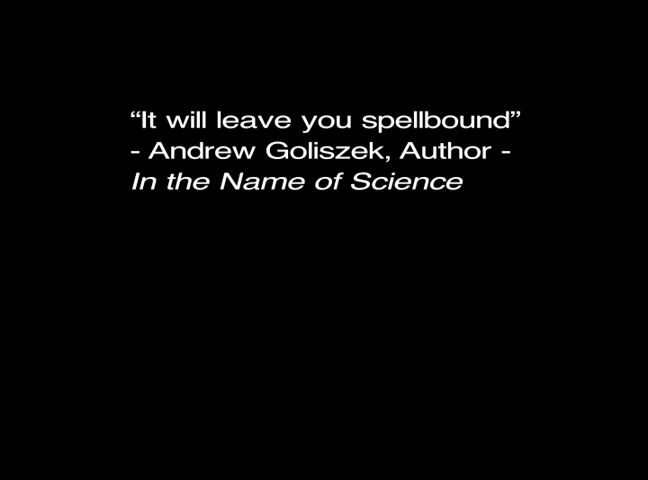 “It will leave you spellbound”
- Andrew Goliszek, Author -
In the Name of Science